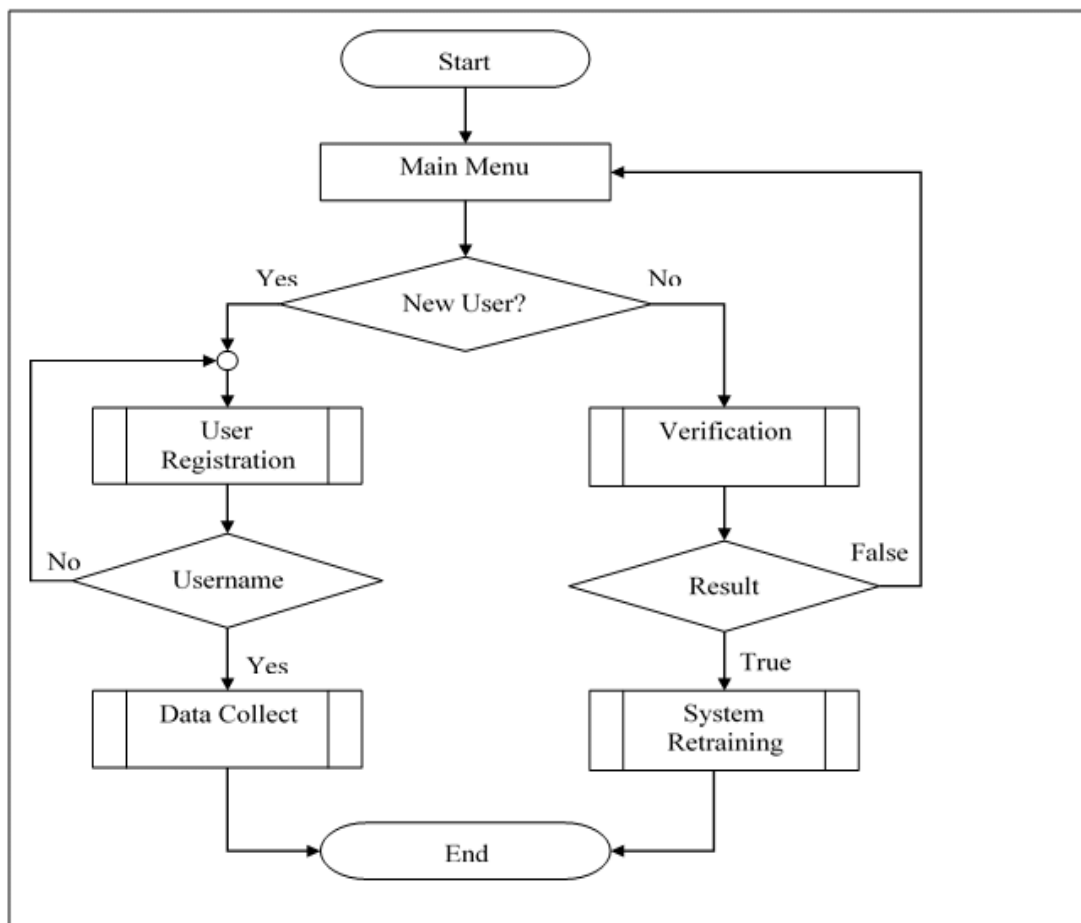 Start
Main Menu
Yes
No
New User?
User
Registration
Verification
No
Username
False
Result
Yes
True
Data Collect
System
Retraining
End